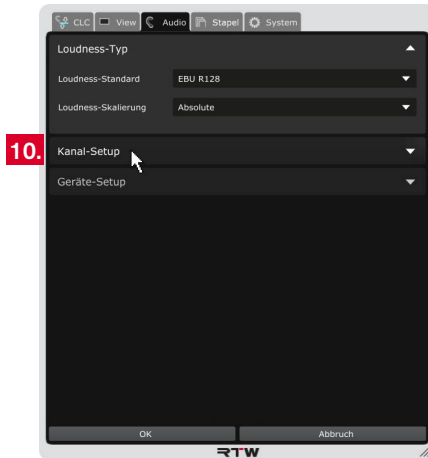 CLC View Audio Stapel System
Loudness-Typ
Loudness-Standard EBU R128
Loudness-Skalierung Absolute
10. Kanal-Setup
Geräte-Setup
OK Abbruch
RTW